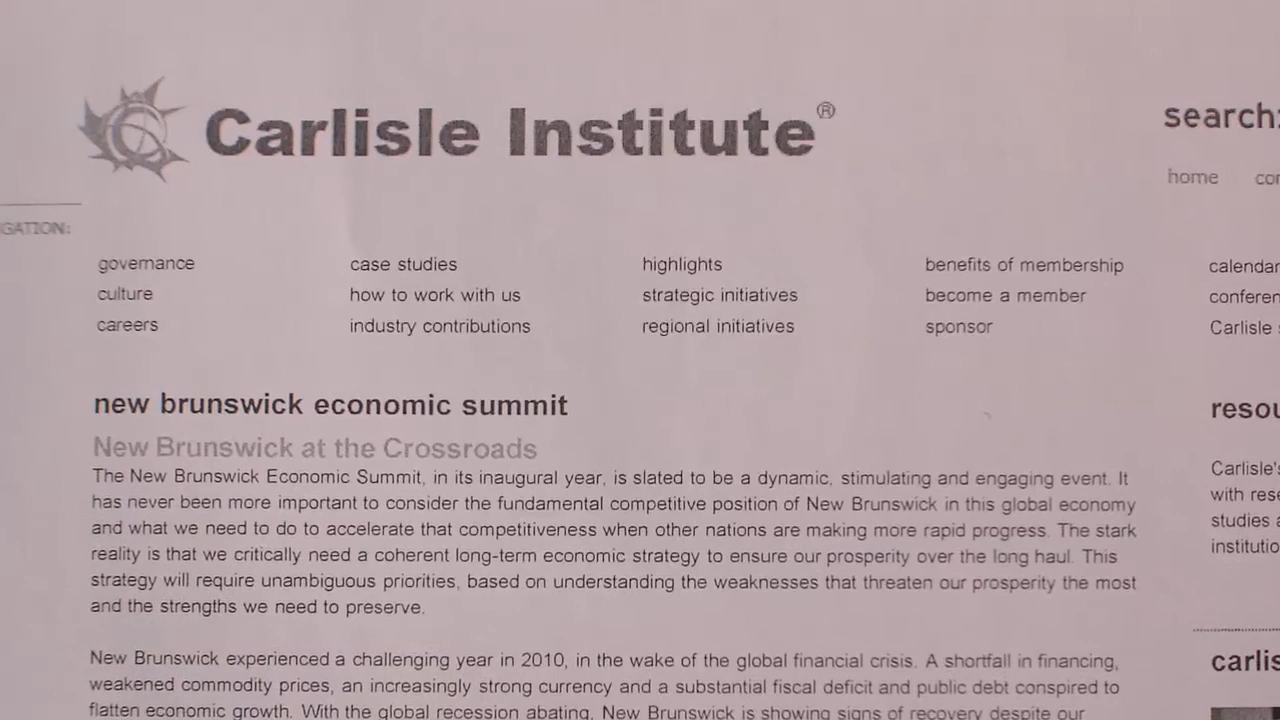 Carlisle Institute®
search:
home
GATION:
governance case studies highlights benefits of membership calendar
culture how to work with us strategic initiatives become a member
careers industry contributions regional initiatives sponsor Carlisle
new brunswick economic summit
New Brunswick at the Crossroads
The New Brunswick Economic Summit, in its inaugural year, is slated to be a dynamic, stimulating and engaging event. It
has never been more important to consider the fundamental competitive position of New Brunswick in this global economy
and what we need to do to accelerate that competitiveness when other nations are making more rapid progress. The stark
reality is that we critically need a coherent long-term economic strategy to ensure our prosperity over the long haul. This
strategy will require unambiguous priorities, based on understanding the weaknesses that threaten our prosperity the most
and the strengths we need to preserve.
New Brunswick experienced a challenging year in 2010, in the wake of the global financial crisis. A shortfall in financing,
weakened commodity prices, an increasingly strong currency and a substantial fiscal deficit and public debt conspired to
flatten economic growth. With the global recession abating, New Brunswick is showing signs of recovery despite our
Carlisle's
with
studies